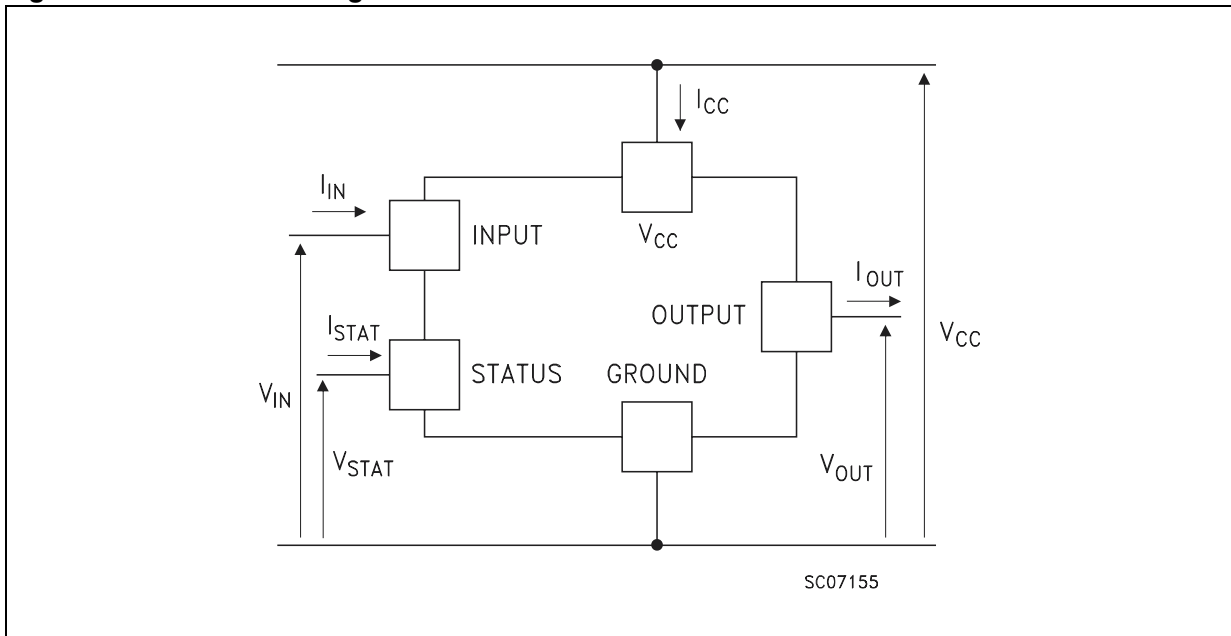 I_CC
I_IN
INPUT
V_CC
I_OUT
OUTPUT
V_CC
I_STAT
STATUS
GROUND
V_IN
V_STAT
V_OUT
SC07155